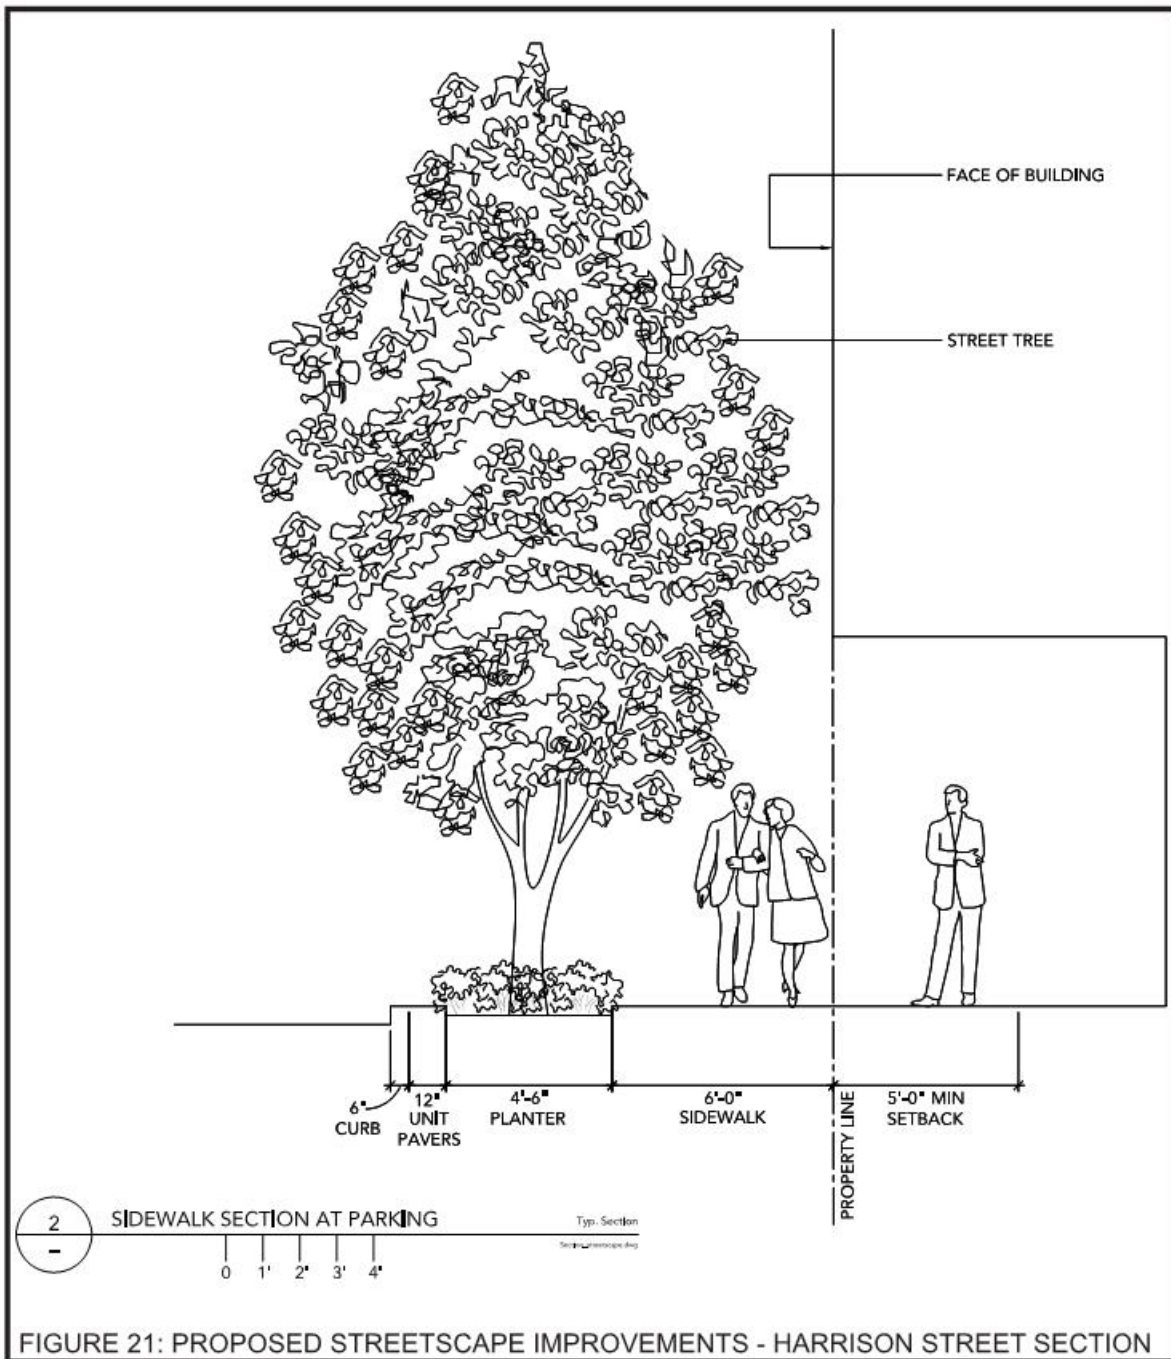 FACE OF BUILDING
STREET TREE
6"
CURB
12"
UNIT
PAVERS
4'-6"
PLANTER
6'-0"
SIDEWALK
5'-0" MIN
SETBACK
PROPERTY LINE
2
-
SIDEWALK SECTION AT PARKING
Typ. Section
Section_streetscape.dwg
0 1' 2' 3' 4'
FIGURE 21: PROPOSED STREETSCAPE IMPROVEMENTS - HARRISON STREET SECTION